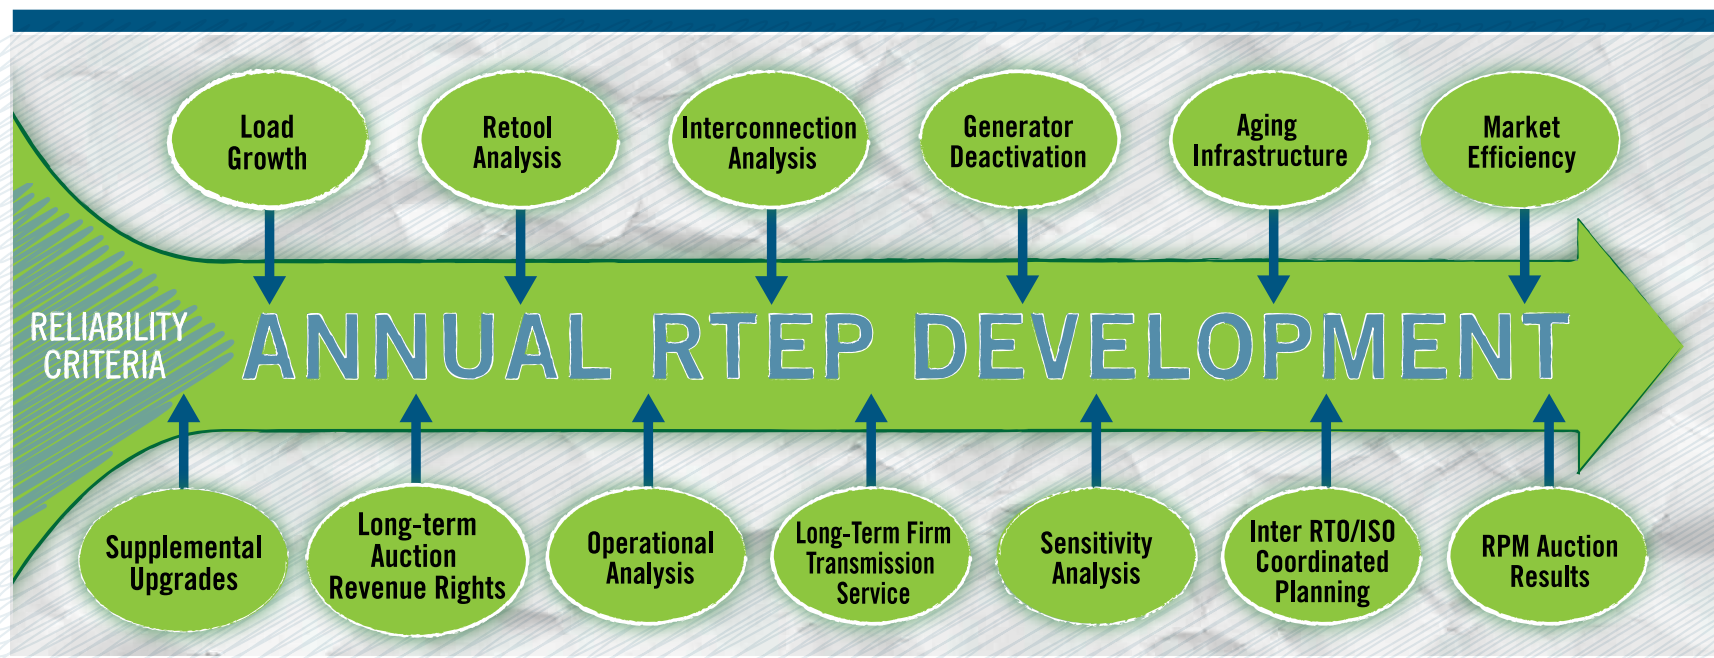 Load
Growth
Retool
Analysis
Interconnection
Analysis
Generator
Deactivation
Aging
Infrastructure
Market
Efficiency
RELIABILITY
CRITERIA
ANNUAL RTEP DEVELOPMENT
Supplemental
Upgrades
Long-term
Auction
Revenue Rights
Operational
Analysis
Long-Term Firm
Transmission
Service
Sensitivity
Analysis
Inter RTO/ISO
Coordinated
Planning
RPM Auction
Results